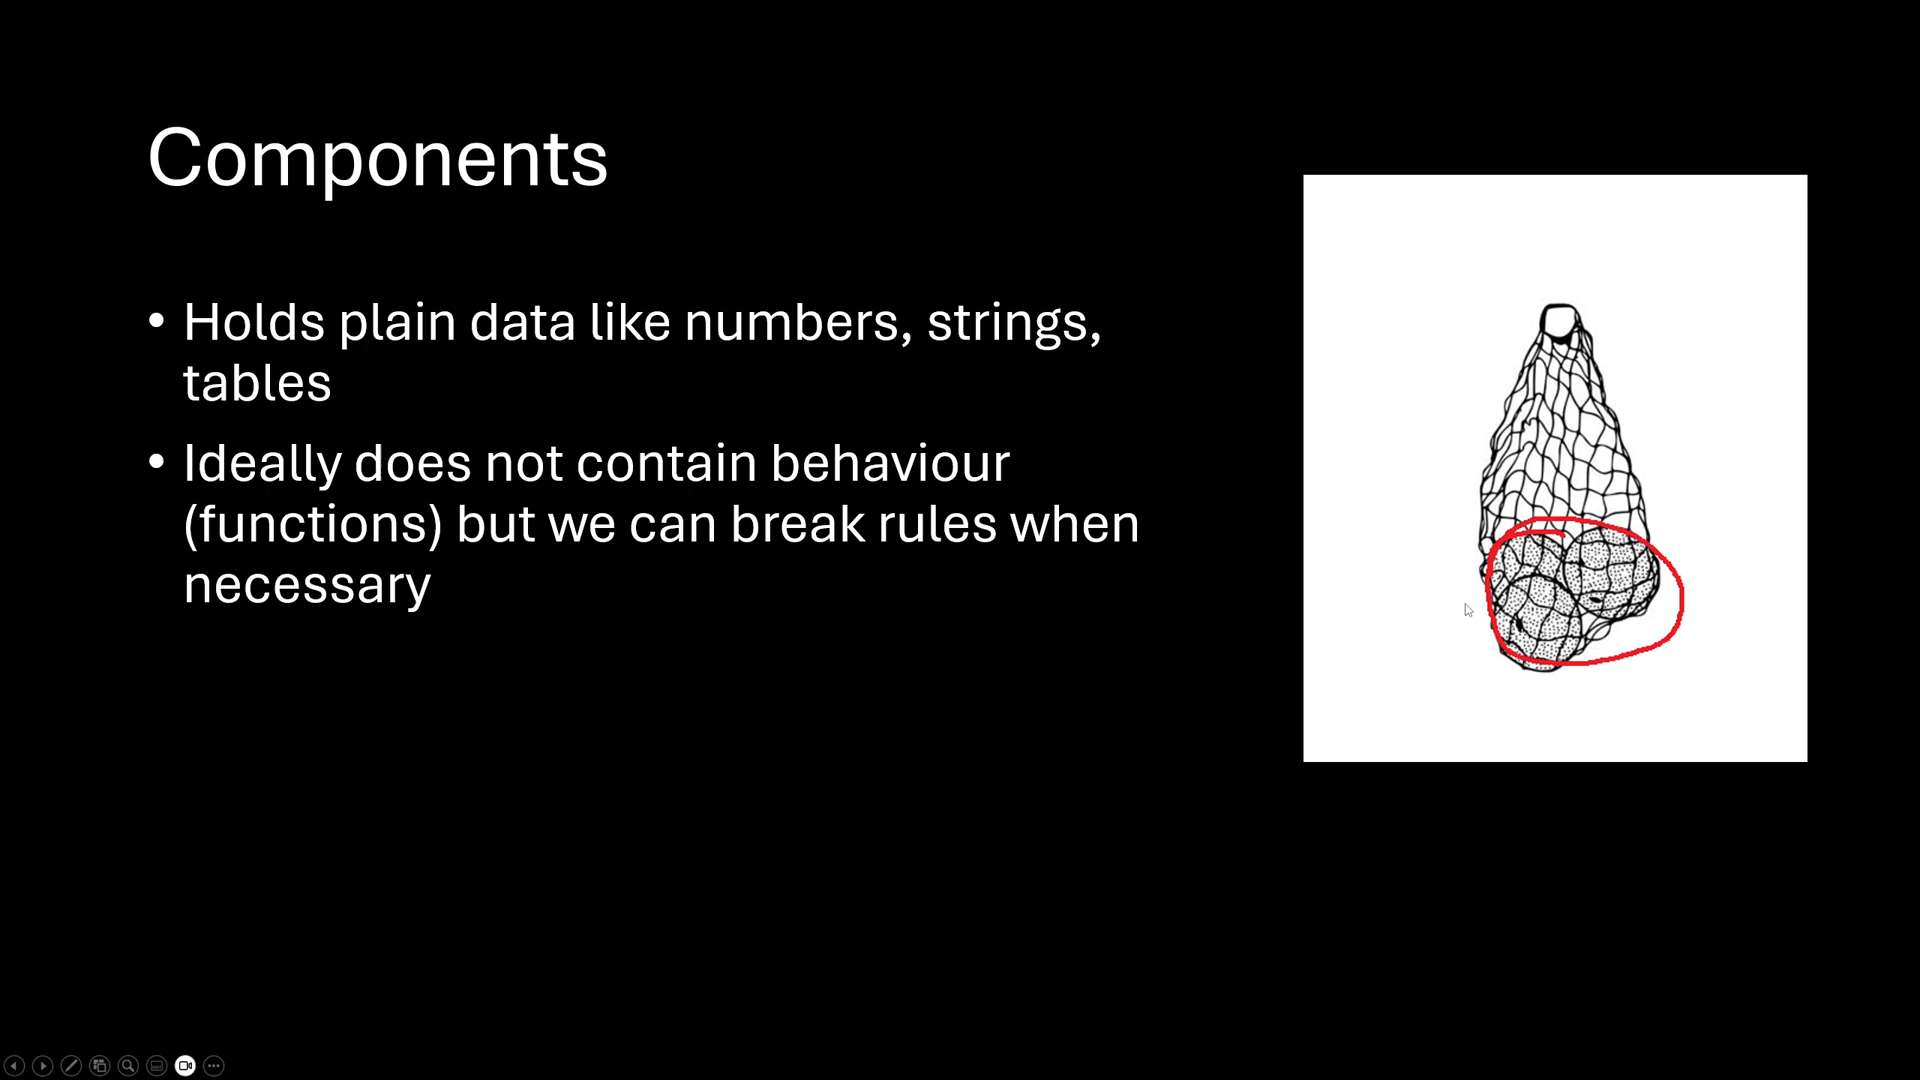 Components
• Holds plain data like numbers, strings,
tables
• Ideally does not contain behaviour
(functions) but we can break rules when
necessary